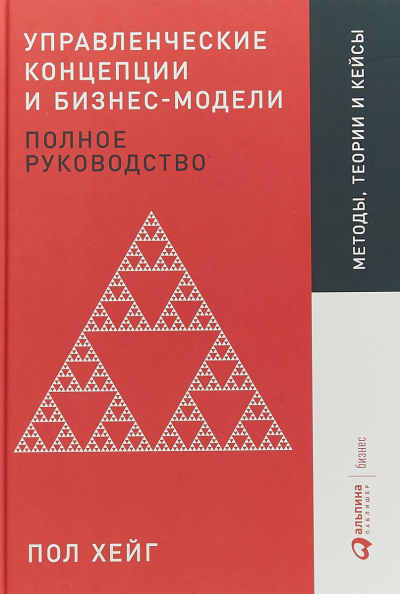 УПРАВЛЕНЧЕСКИЕ
КОНЦЕПЦИИ
И БИЗНЕС-МОДЕЛИ
ПОЛНОЕ
РУКОВОДСТВО
МЕТОДЫ, ТЕОРИИ И КЕЙСЫ
ПОЛ ХЕЙГ
альпина
ПАБЛИШЕР
бизнес